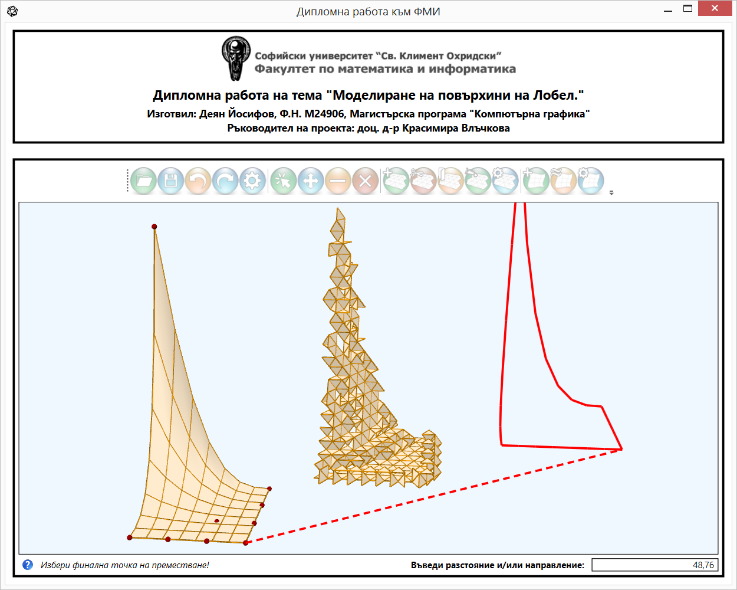 Дипломна работа към ФМИ
Софийски университет “Св. Климент Охридски”
Факултет по математика и информатика
Дипломна работа на тема "Моделиране на повърхини на Лобел."
Изготвил: Деян Йосифов, Ф.Н. М24906, Магистърска програма "Компютърна графика"
Ръководител на проекта: доц. д-р Красимира Влъчкова
Избери финална точка на преместване!
Въведи разстояние и/или направление:
48,76